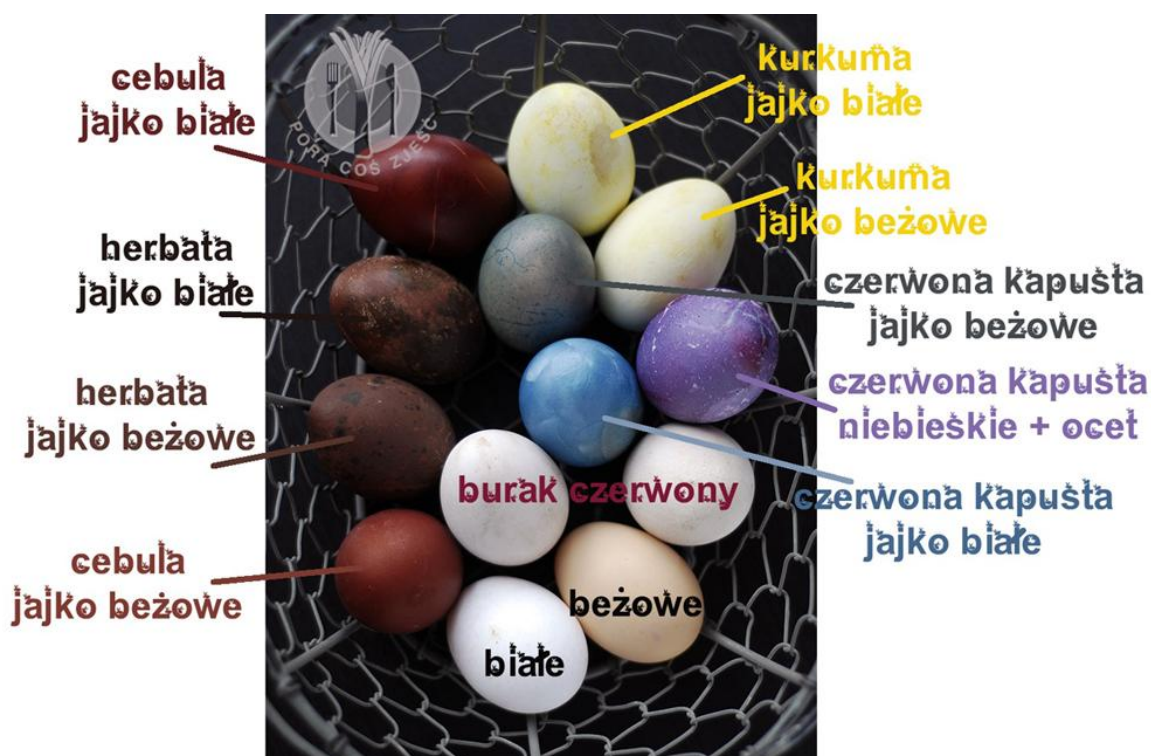 cebula
jajko białe
PORA COŚ ZJEŚĆ
kurkuma
jajko białe
kurkuma
jajko beżowe
herbata
jajko białe
czerwona kapusta
jajko beżowe
herbata
jajko beżowe
czerwona kapusta
niebieskie + ocet
burak czerwony
czerwona kapusta
jajko białe
cebula
jajko beżowe
beżowe
białe